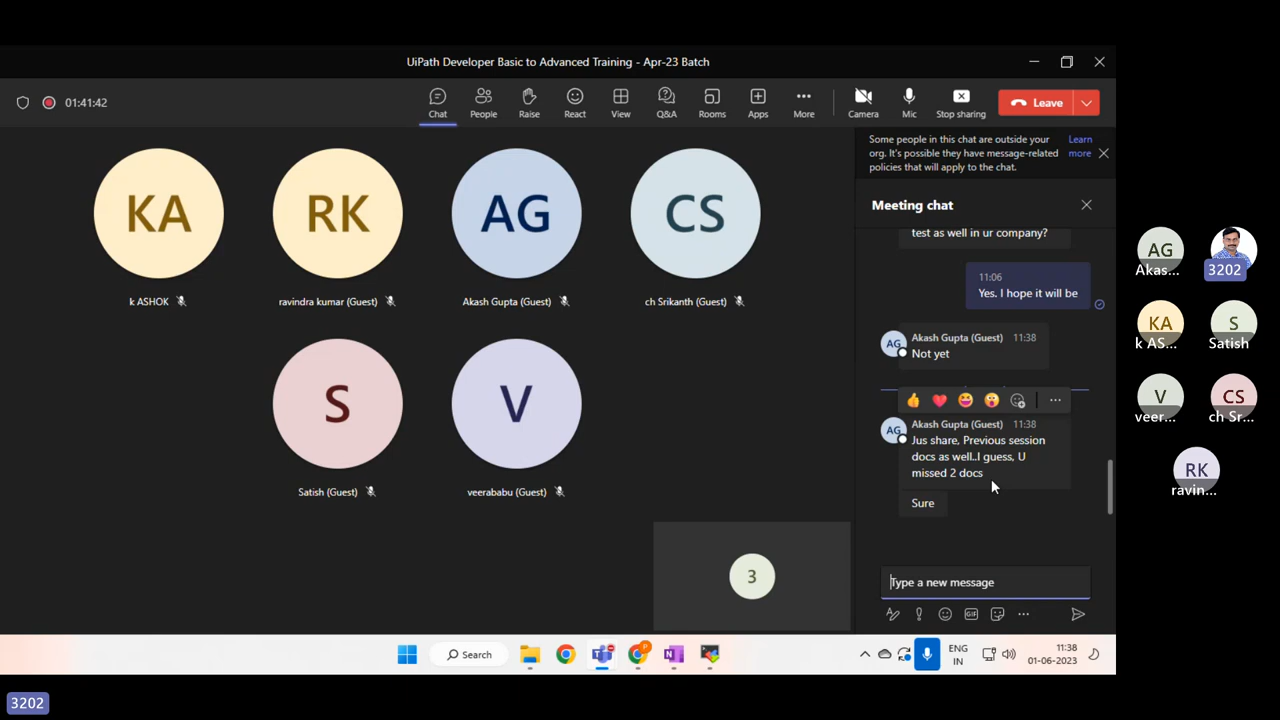 UiPath Developer Basic to Advanced Training - Apr-23 Batch
01:41:42
Chat
People
Raise
React
View
Q&A
Rooms
Apps
More
Camera
Mic
Stop sharing
Leave
Some people in this chat are outside your
org. It's possible they have message-related
policies that will apply to the chat.
Learn
more
Meeting chat
test as well in ur company?
11:06
Yes. I hope it will be
AG
Akash Gupta (Guest) 11:38
Not yet
AG
Akash Gupta (Guest) 11:38
Jus share, Previous session
docs as well..I guess, U
missed 2 docs
Sure
Type a new message
GIF
KA
k ASHOK
RK
ravindra kumar (Guest)
AG
Akash Gupta (Guest)
CS
ch Srikanth (Guest)
S
Satish (Guest)
V
veerababu (Guest)
3
AG
Akas...
3202
KA
k AS...
S
Satish
V
veer...
CS
ch Sr...
RK
ravin...
Search
ENG
IN
11:38
01-06-2023
3202